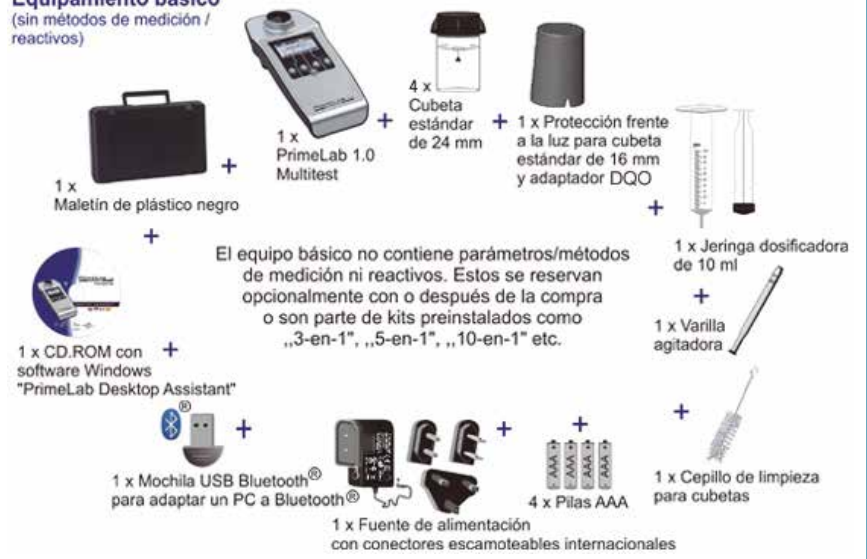 Equipamiento básico
(sin métodos de medición /
reactivos)
1 x
Maletín de plástico negro
+
1 x
PrimeLab 1.0
Multitest
+
4 x
Cubeta
estándar
de 24 mm
+
1 x Protección frente
a la luz para cubeta
estándar de 16 mm
y adaptador DQO
+
1 x Jeringa dosificadora
de 10 ml
+
1 x Varilla
agitadora
+
1 x Cepillo de limpieza
para cubetas
+
El equipo básico no contiene parámetros/métodos
de medición ni reactivos. Estos se reservan
opcionalmente con o después de la compra
o son parte de kits preinstalados como
,,3-en-1", ,,5-en-1", ,,10-en-1" etc.
1 x CD.ROM con
software Windows
"PrimeLab Desktop Assistant"
+
®
1 x Mochila USB Bluetooth®
para adaptar un PC a Bluetooth®
+
1 x Fuente de alimentación
con conectores escamoteables internacionales
+
AAA AAA AAA AAA
4 x Pilas AAA
+